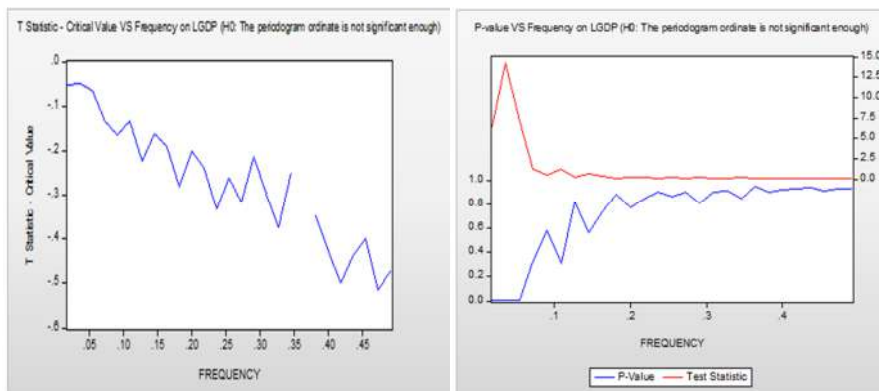 T Statistic - Critical Value VS Frequency on LGDP (H0: The periodogram ordinate is not significant enough)
.0
-.1
-.2
-.3
-.4
-.5
-.6
T Statistic - Critical Value
.05 .10 .15 .20 .25 .30 .35 .40 .45
FREQUENCY
P-value VS Frequency on LGDP (H0: The periodogram ordinate is not significant enough)
15.0
12.5
10.0
7.5
5.0
2.5
0.0
1.0
0.8
0.6
0.4
0.2
0.0
.1 .2 .3 .4
FREQUENCY
P-Value Test Statistic